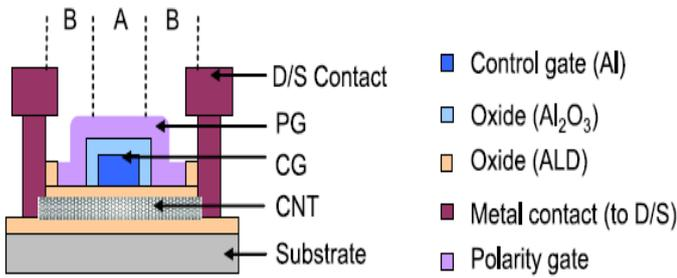 B A B
D/S Contact
PG
CG
CNT
Substrate
Control gate (Al)
Oxide (Al₂O₃)
Oxide (ALD)
Metal contact (to D/S)
Polarity gate